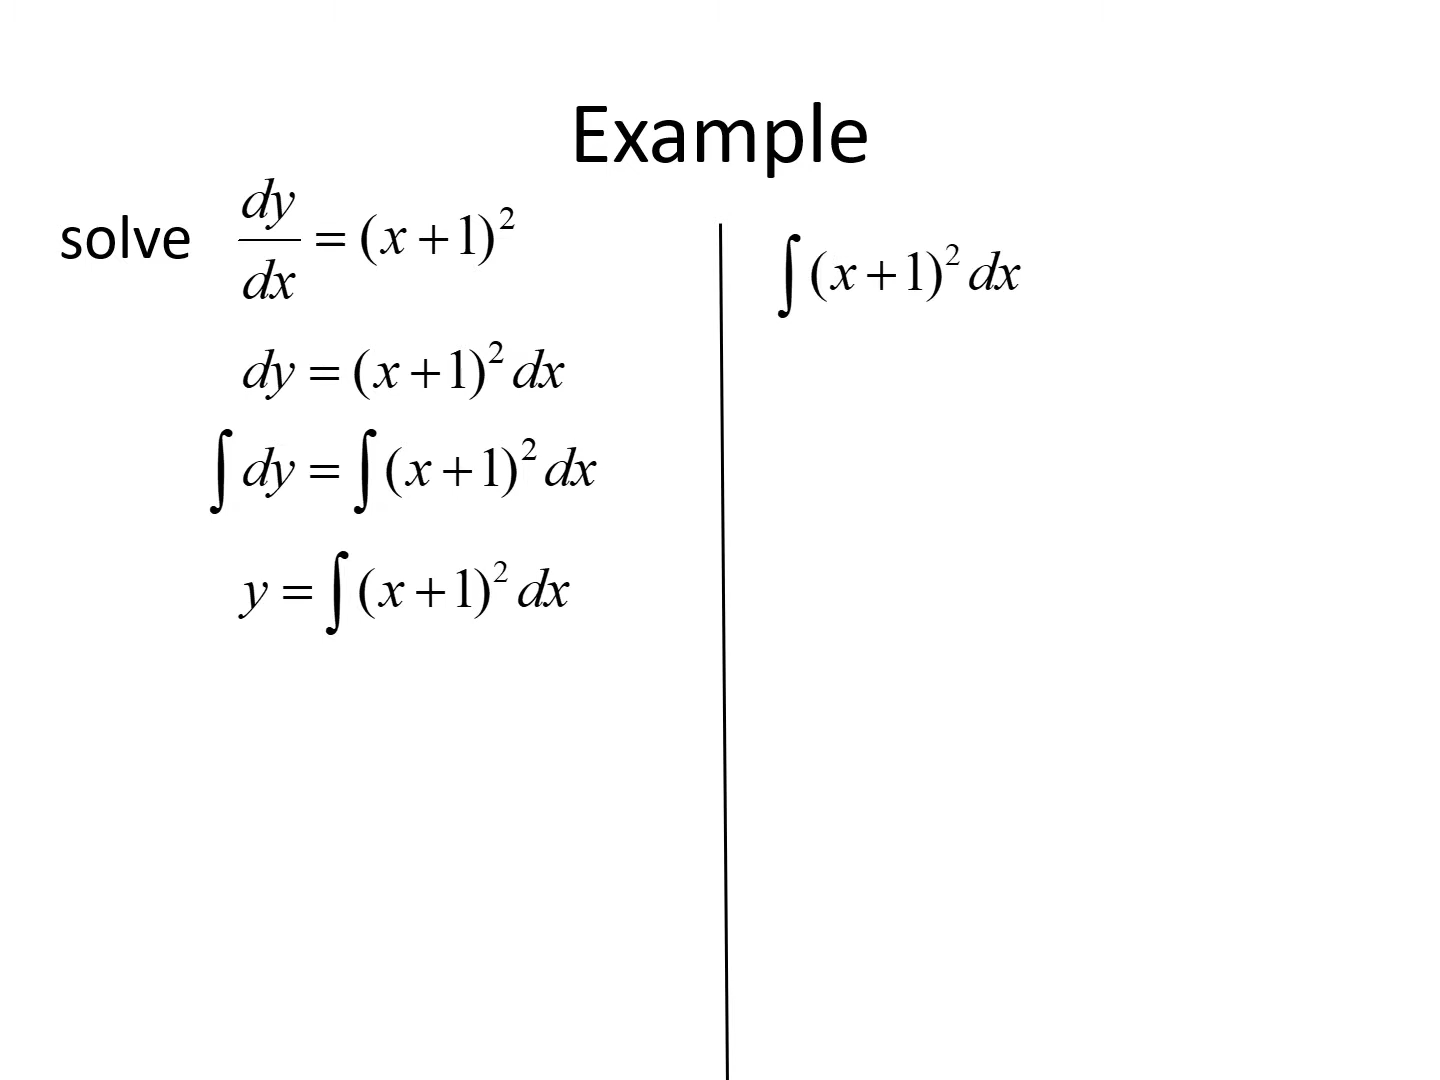 Example
solve dy/dx = (x + 1)²
dy = (x + 1)² dx
∫ dy = ∫ (x + 1)² dx
y = ∫ (x + 1)² dx
∫ (x + 1)² dx